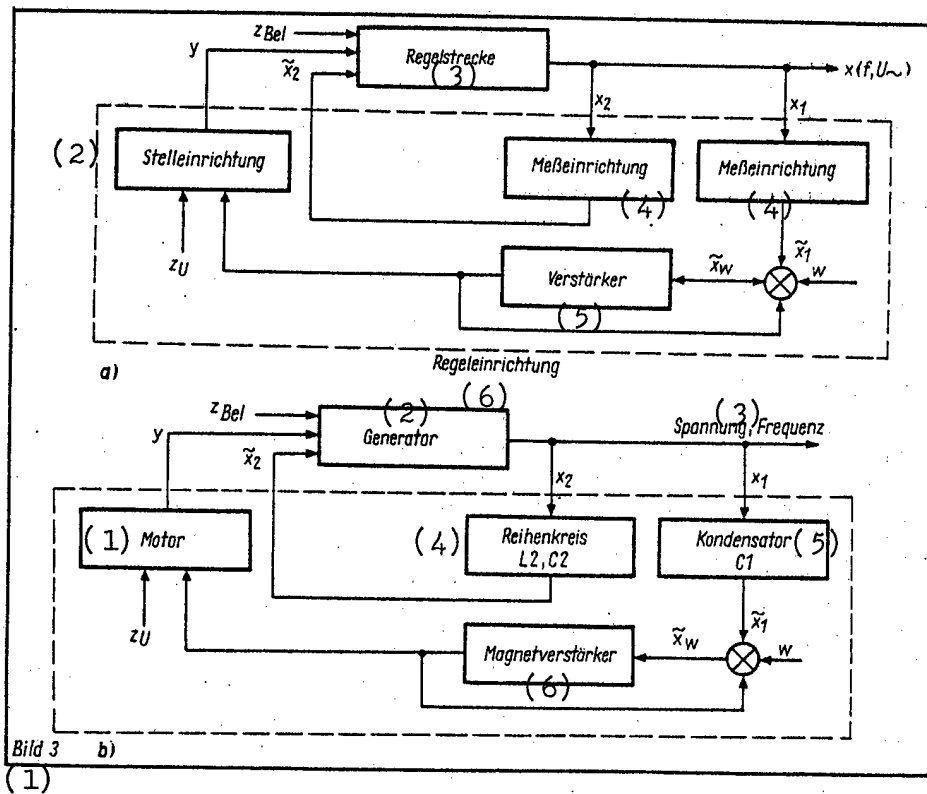 z Bel
y
x̃2
Regelstrecke
(3)
x(f,U~)
x2
x1
(2)
Stelleinrichtung
Meßeinrichtung
(4)
Meßeinrichtung
(4)
zU
Verstärker
(5)
x̃W
x̃1
w
a)
Regeleinrichtung
(6)
z Bel
y
x̃2
(2)
Generator
(3)
Spannung, Frequenz
x2
x1
(1) Motor
(4)
Reihenkreis
L2, C2
Kondensator (5)
C1
zU
Magnetverstärker
(6)
x̃W
x̃1
w
Bild 3 b)
(1)